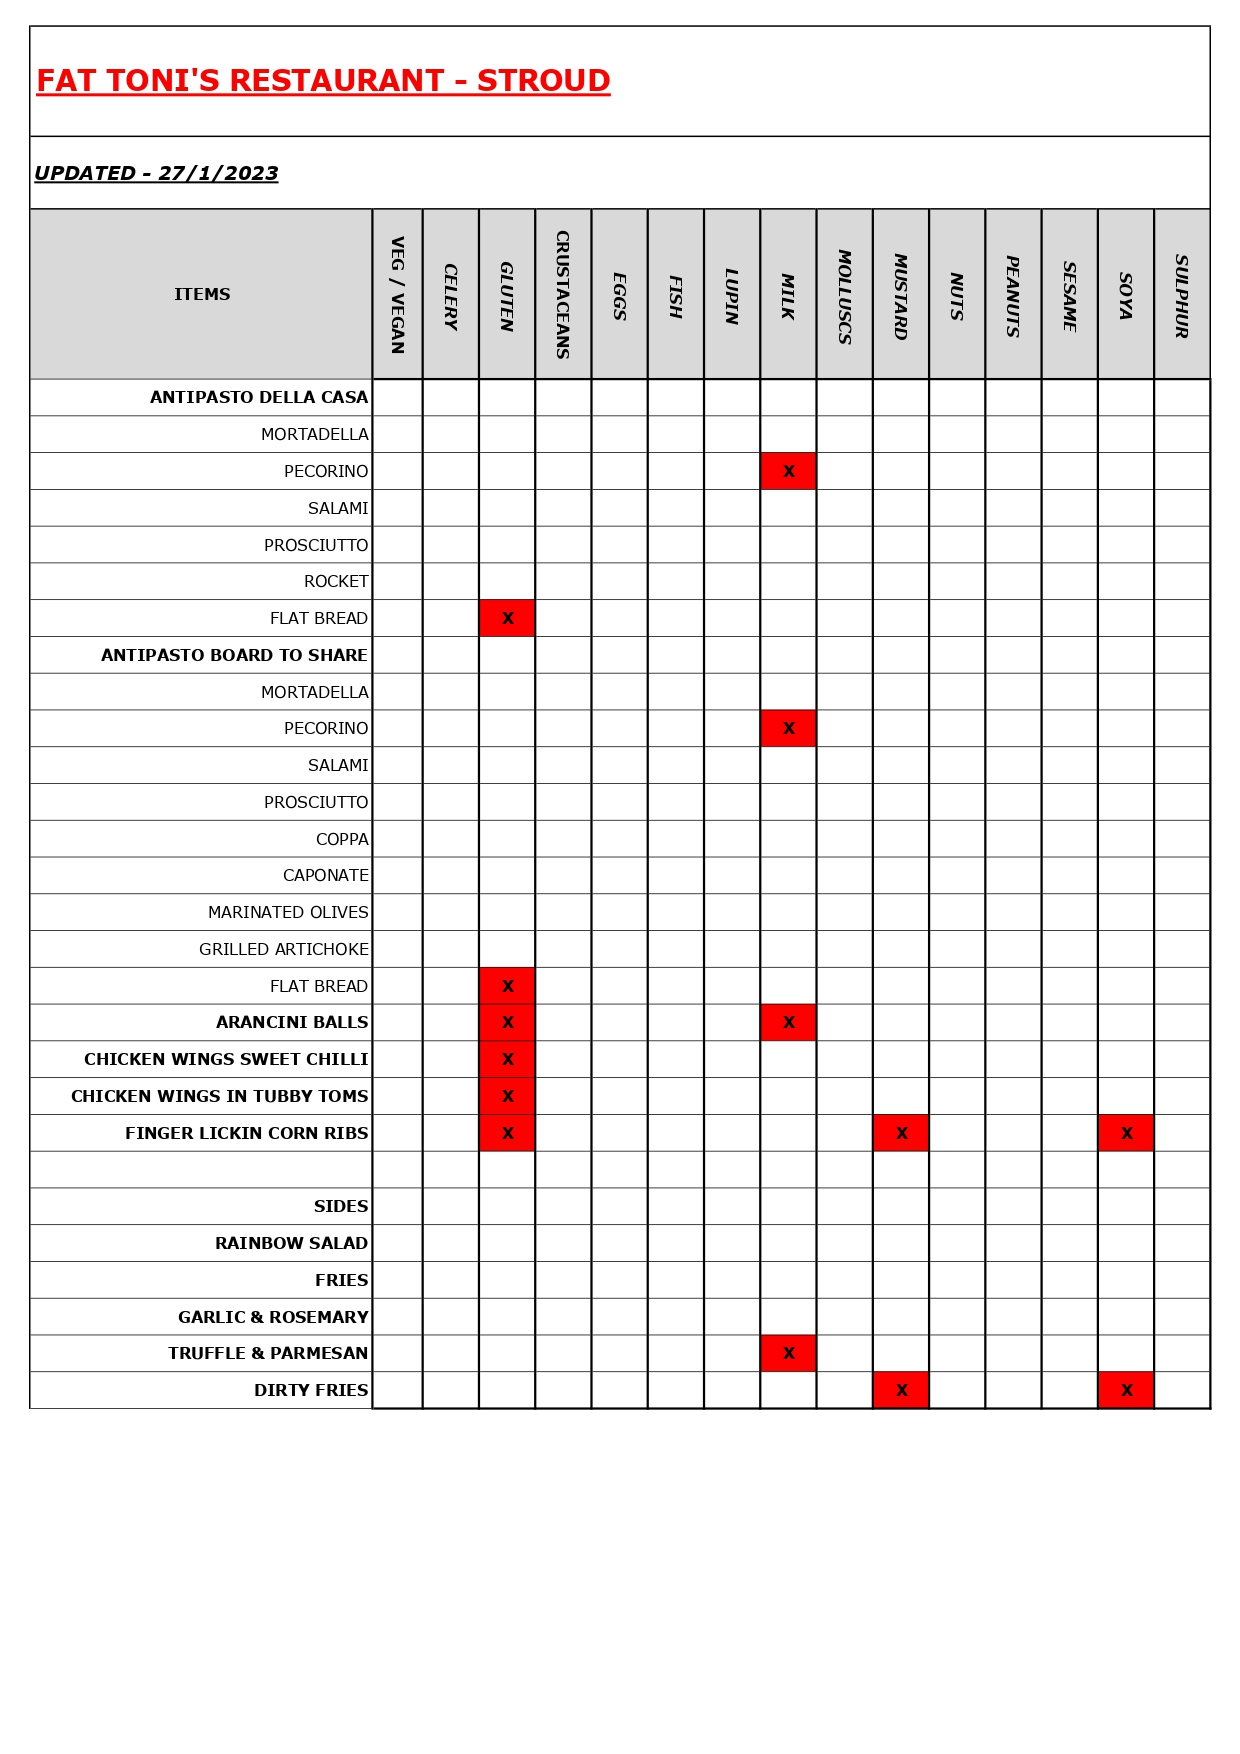 FAT TONI'S RESTAURANT – STROUD
UPDATED - 27/1/2023
ITEMS VEG / VEGAN CELERY GLUTEN CRUSTACEANS EGGS FISH LUPIN MILK MOLLUSCS MUSTARD NUTS PEANUTS SESAME SOYA SULPHUR
ANTIPASTO DELLA CASA
MORTADELLA
PECORINO X
SALAMI
PROSCIUTTO
ROCKET
FLAT BREAD X
ANTIPASTO BOARD TO SHARE
MORTADELLA
PECORINO X
SALAMI
PROSCIUTTO
COPPA
CAPONATE
MARINATED OLIVES
GRILLED ARTICHOKE
FLAT BREAD X
ARANCINI BALLS X X
CHICKEN WINGS SWEET CHILLI X
CHICKEN WINGS IN TUBBY TOMS X
FINGER LICKIN CORN RIBS X X X
SIDES
RAINBOW SALAD
FRIES
GARLIC & ROSEMARY
TRUFFLE & PARMESAN X
DIRTY FRIES X X